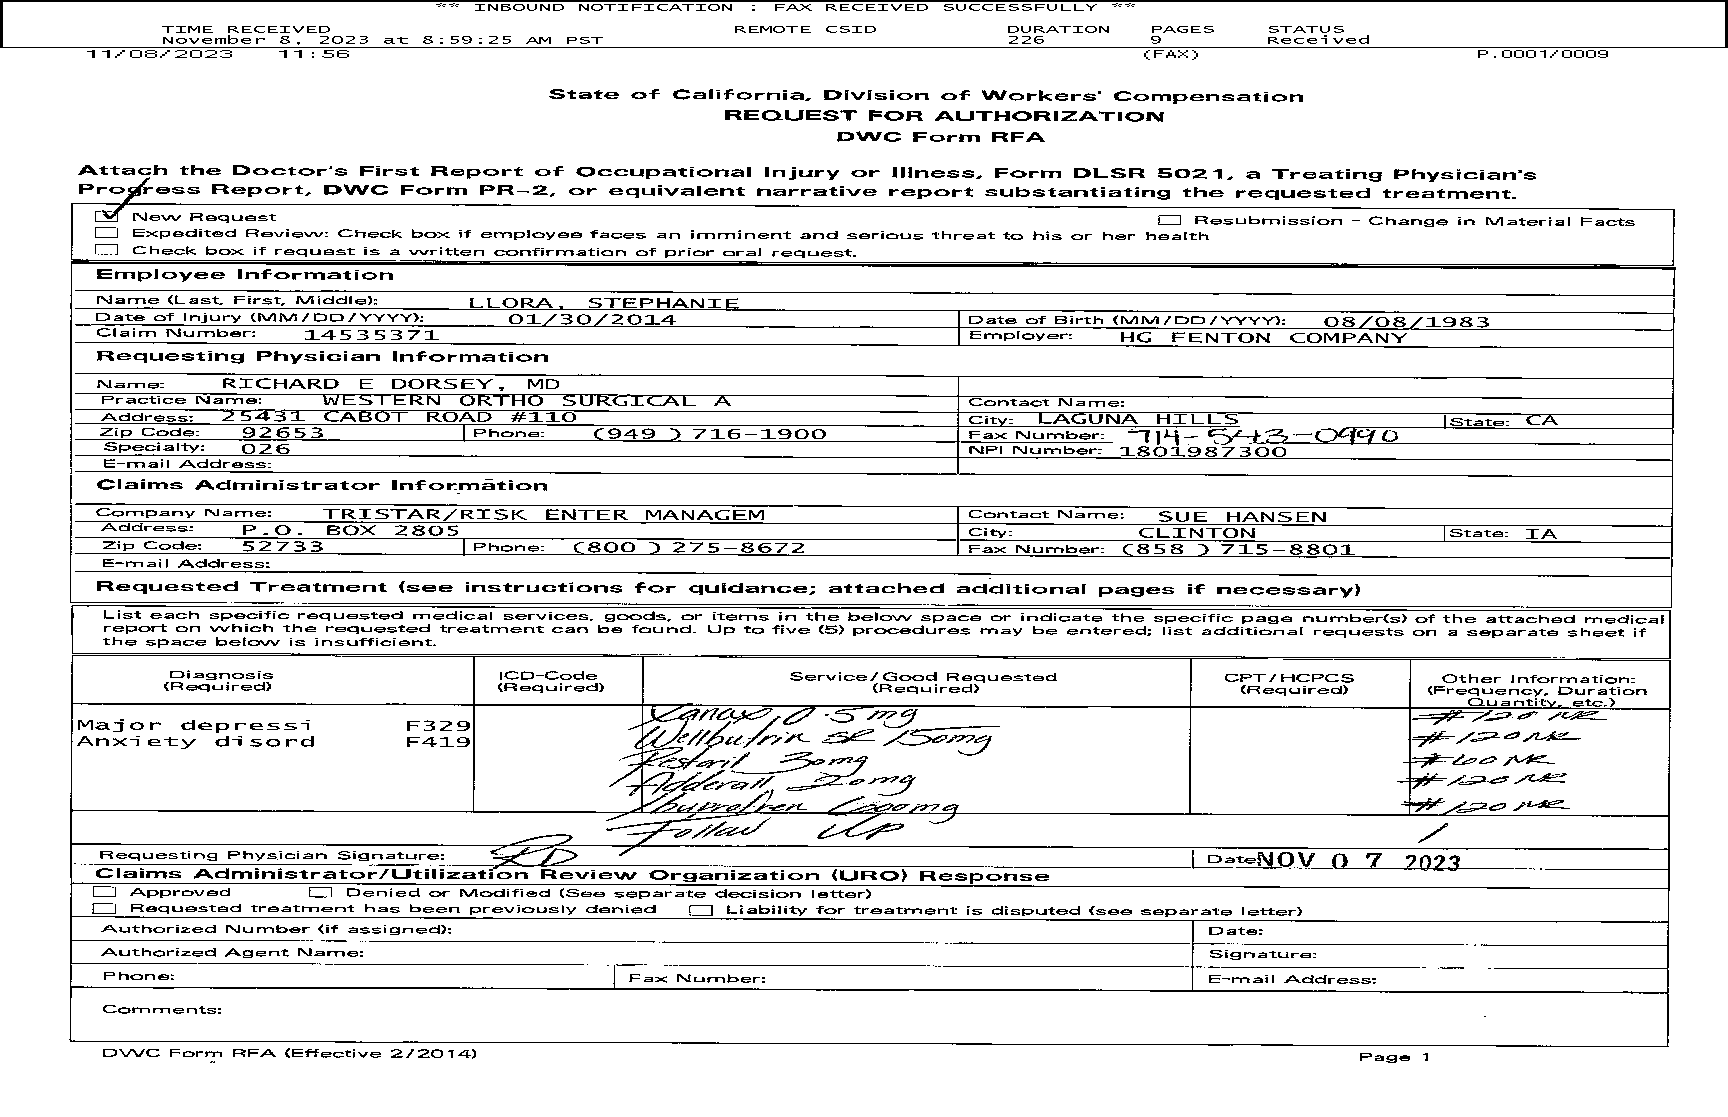 ** INBOUND NOTIFICATION : FAX RECEIVED SUCCESSFULLY **
TIME RECEIVED REMOTE CSID DURATION PAGES STATUS
November 8, 2023 at 8:59:25 AM PST 226 9 Received
11/08/2023 11:56 (FAX) P.0001/0009
State of California, Division of Workers' Compensation
REQUEST FOR AUTHORIZATION
DWC Form RFA
Attach the Doctor's First Report of Occupational Injury or Illness, Form DLSR 5021, a Treating Physician's
Progress Report, DWC Form PR-2, or equivalent narrative report substantiating the requested treatment.
New Request Resubmission - Change in Material Facts
Expedited Review: Check box if employee faces an imminent and serious threat to his or her health
Check box if request is a written confirmation of prior oral request.
Employee Information
Name (Last, First, Middle): LLORA, STEPHANIE
Date of Injury (MM/DD/YYYY): 01/30/2014 Date of Birth (MM/DD/YYYY): 08/08/1983
Claim Number: 14535371 Employer: HG FENTON COMPANY
Requesting Physician Information
Name: RICHARD E DORSEY, MD
Practice Name: WESTERN ORTHO SURGICAL A Contact Name:
Address: 25431 CABOT ROAD #110 City: LAGUNA HILLS State: CA
Zip Code: 92653 Phone: (949 ) 716-1900 Fax Number: 714-543-0990
Specialty: 026 NPI Number: 1801987300
E-mail Address:
Claims Administrator Information
Company Name: TRISTAR/RISK ENTER MANAGEM Contact Name: SUE HANSEN
Address: P.O. BOX 2805 City: CLINTON State: IA
Zip Code: 52733 Phone: (800 ) 275-8672 Fax Number: (858 ) 715-8801
E-mail Address:
Requested Treatment (see instructions for guidance; attached additional pages if necessary)
List each specific requested medical services, goods, or items in the below space or indicate the specific page number(s) of the attached medical
report on which the requested treatment can be found. Up to five (5) procedures may be entered; list additional requests on a separate sheet if
the space below is insufficient.
Diagnosis ICD-Code Service/Good Requested CPT/HCPCS Other Information:
(Required) (Required) (Required) (Required) (Frequency, Duration
Quantity, etc.)
Xanax, 0.5mg #120 NR
Major depressi F329 Wellbutrin SR 150mg #120 NR
Anxiety disord F419
Restoril 30mg #60 NR
Adderall 20mg #120 NR
Ibuprofren 600mg #120 NR
Follow Up 1
Requesting Physician Signature: RD Date NOV 07 2023
Claims Administrator/Utilization Review Organization (URO) Response
Approved Denied or Modified (See separate decision letter)
Requested treatment has been previously denied Liability for treatment is disputed (see separate letter)
Authorized Number (if assigned): Date:
Authorized Agent Name: Signature:
Phone: Fax Number: E-mail Address:
Comments:
DWC Form RFA (Effective 2/2014) Page 1